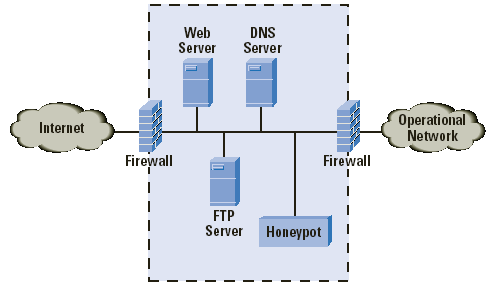 Web
Server
DNS
Server
Internet
Operational
Network
Firewall
Firewall
FTP
Server
Honeypot